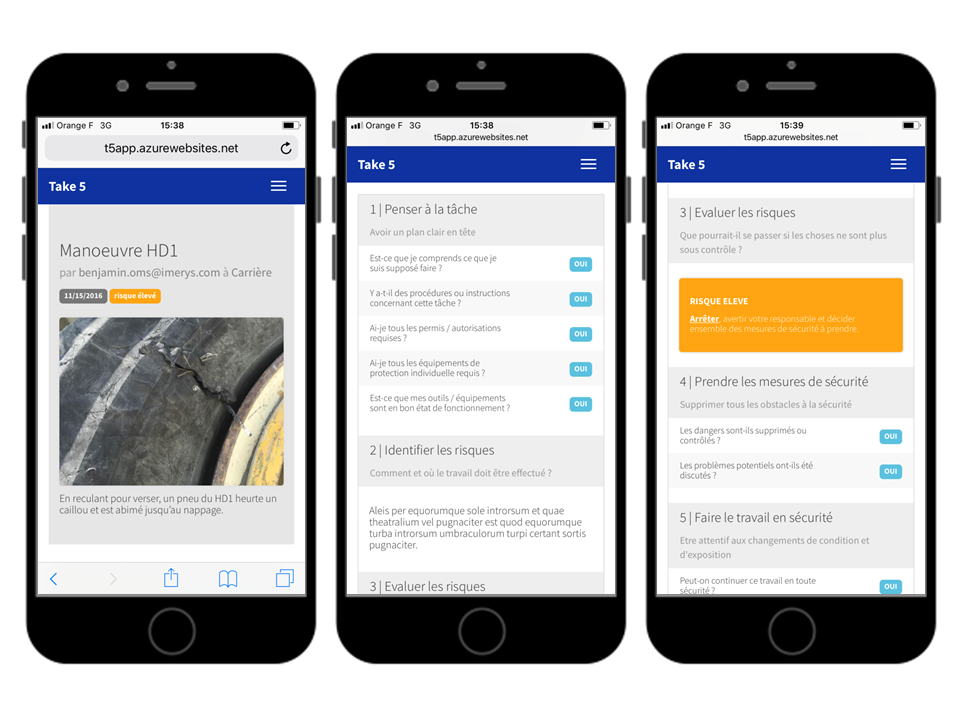 Orange F 3G 15:38
t5app.azurewebsites.net
Take 5
Manoeuvre HD1
par benjamin.oms@imerys.com à Carrière
11/15/2016 risque élevé
En reculant pour verser, un pneu du HD1 heurte un
caillou et est abimé jusqu'au nappage.
Orange F 3G 15:38
t5app.azurewebsites.net
Take 5
1 | Penser à la tâche
Avoir un plan clair en tête
Est-ce que je comprends ce que je
suis supposé faire ?
OUI
Y a-t-il des procédures ou instructions
concernant cette tâche ?
OUI
Ai-je tous les permis / autorisations
requises ?
OUI
Ai-je tous les équipements de
protection individuelle requis ?
OUI
Est-ce que mes outils / équipements
sont en bon état de fonctionnement ?
OUI
2 | Identifier les risques
Comment et où le travail doit être effectué ?
Aleis per equorumque sole introrsum et quae
theatralium vel pugnaciter est quod equorumque
turba introrsum umbraculorum turpi certant sortis
pugnaciter.
3 | Evaluer les risques
Orange F 3G 15:39
t5app.azurewebsites.net
Take 5
3 | Evaluer les risques
Que pourrait-il se passer si les choses ne sont plus
sous contrôle ?
RISQUE ELEVE
Arrêter, avertir votre responsable et décider
ensemble des mesures de sécurité à prendre.
4 | Prendre les mesures de sécurité
Supprimer tous les obstacles à la sécurité
Les dangers sont-ils supprimés ou
contrôlés ?
OUI
Les problèmes potentiels ont-ils été
discutés ?
OUI
5 | Faire le travail en sécurité
Etre attentif aux changements de condition et
d'exposition
Peut-on continuer ce travail en toute
sécurité ?
OUI